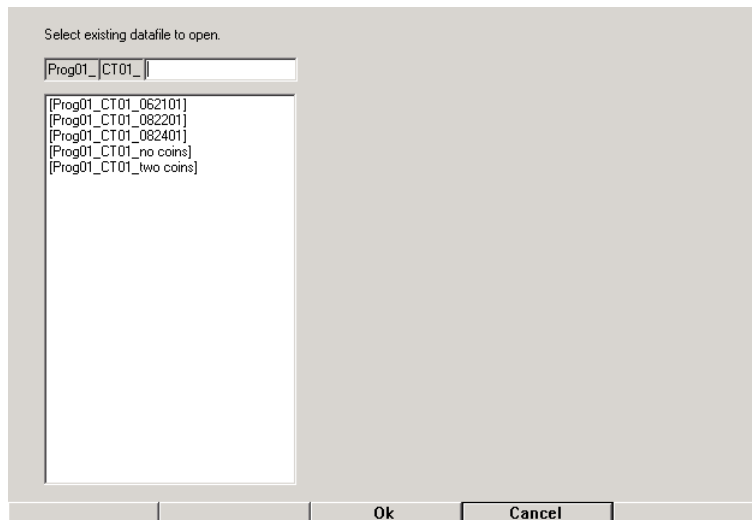 Select existing datafile to open.
Prog01_ CT01_
[Prog01_CT01_062101]
[Prog01_CT01_082201]
[Prog01_CT01_082401]
[Prog01_CT01_no coins]
[Prog01_CT01_two coins]
Ok Cancel